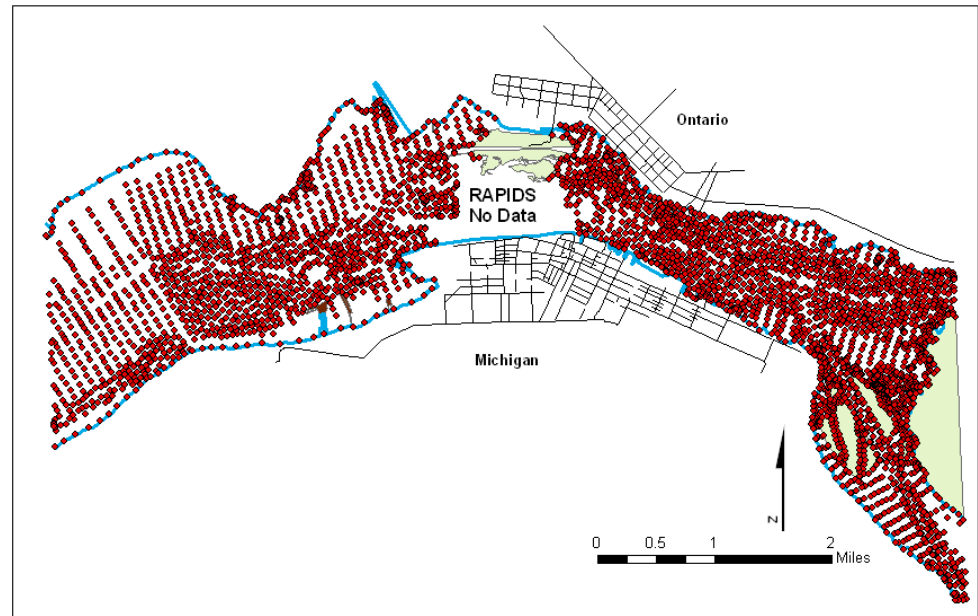 Ontario
RAPIDS
No Data
Michigan
N
0 0.5 1 2
Miles